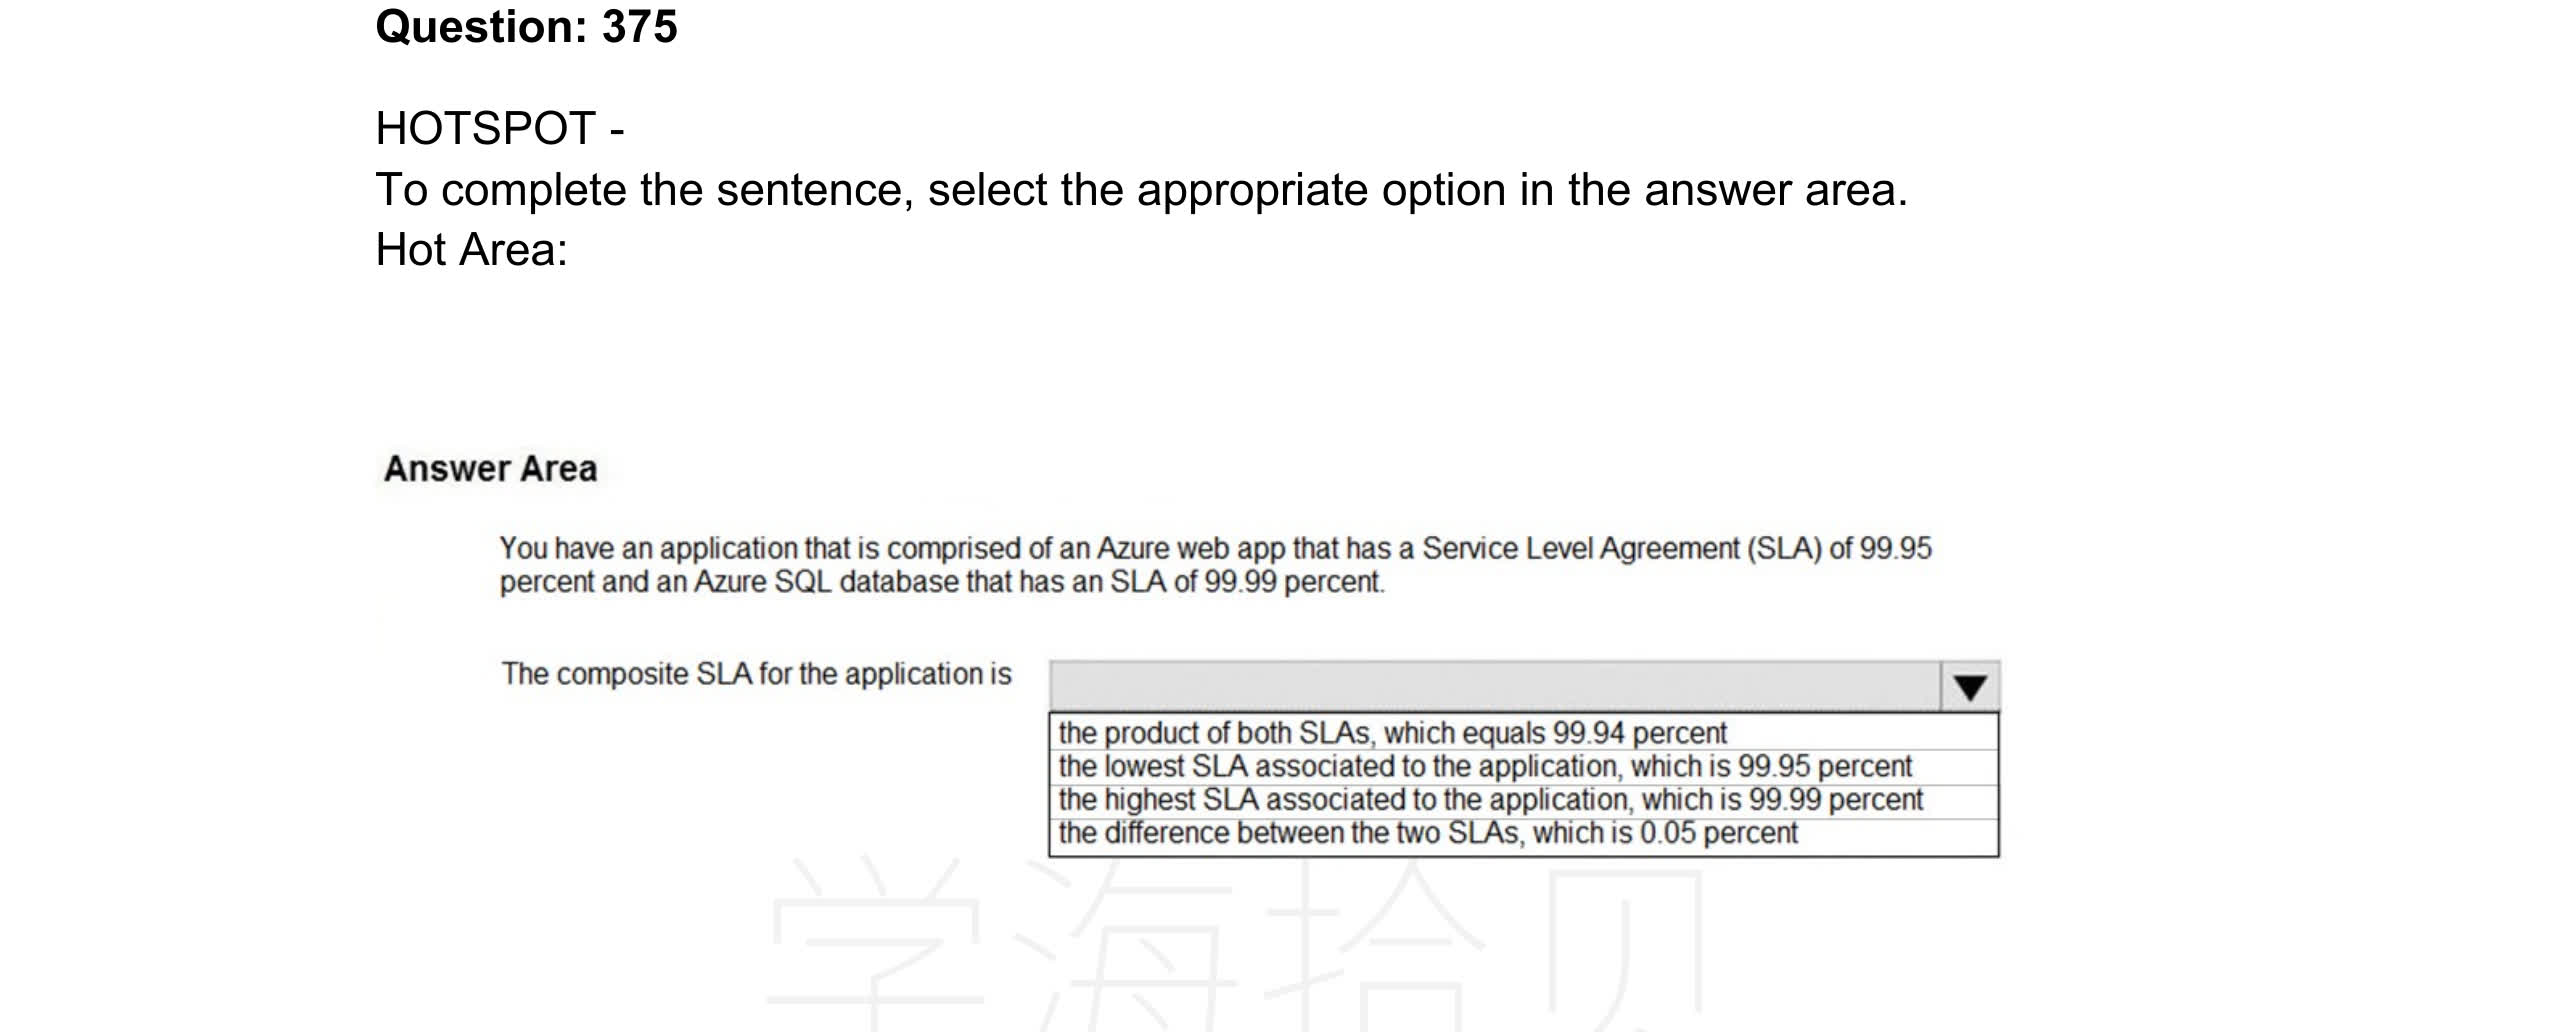 Question: 375
HOTSPOT -
To complete the sentence, select the appropriate option in the answer area.
Hot Area:
Answer Area
You have an application that is comprised of an Azure web app that has a Service Level Agreement (SLA) of 99.95
percent and an Azure SQL database that has an SLA of 99.99 percent.
The composite SLA for the application is
the product of both SLAs, which equals 99.94 percent
the lowest SLA associated to the application, which is 99.95 percent
the highest SLA associated to the application, which is 99.99 percent
the difference between the two SLAs, which is 0.05 percent
学海拾贝